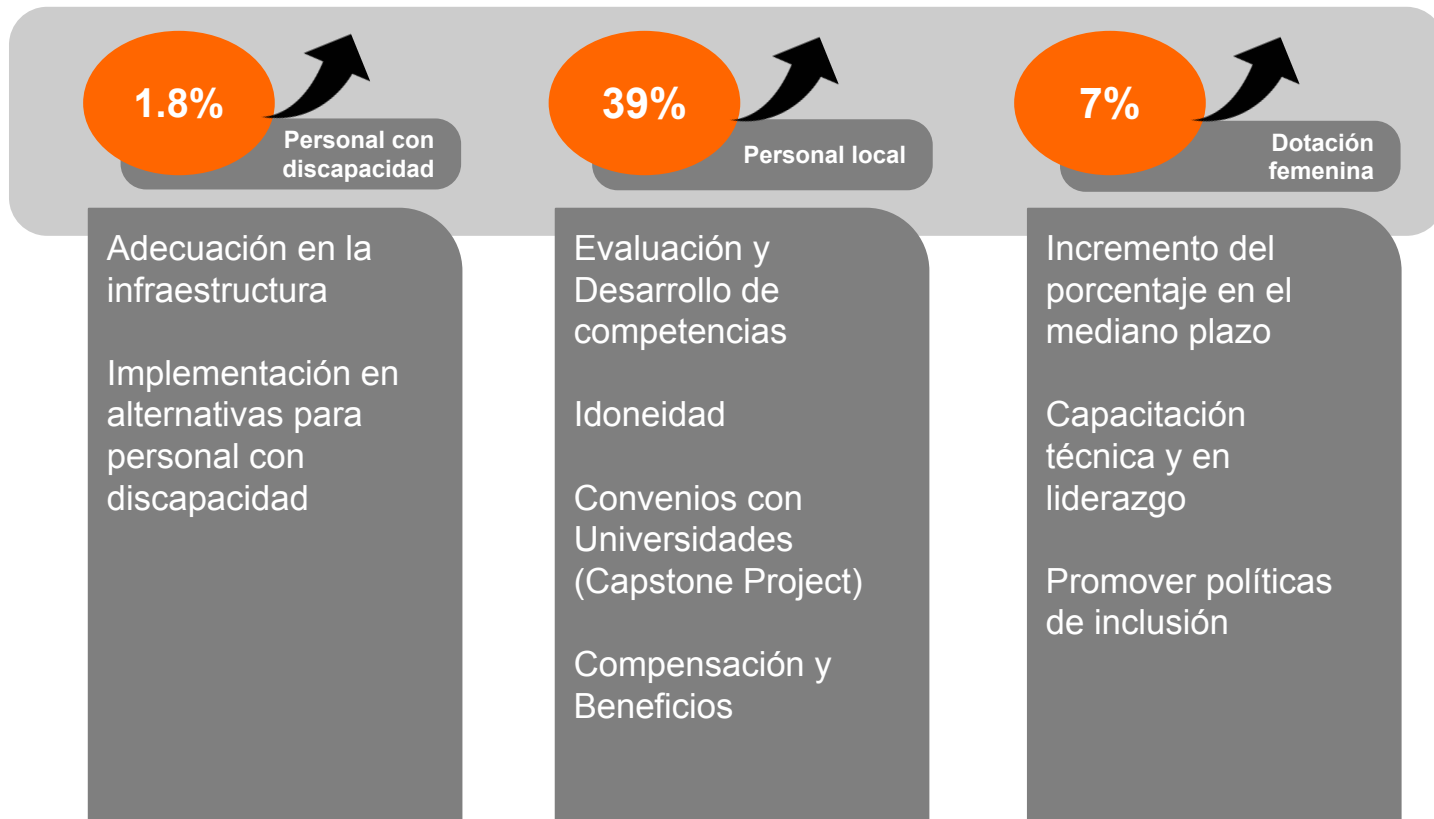 1.8%
Personal con
discapacidad
39%
Personal local
7%
Dotación
femenina
Adecuación en la
infraestructura
Implementación en
alternativas para
personal con
discapacidad
Evaluación y
Desarrollo de
competencias
Idoneidad
Convenios con
Universidades
(Capstone Project)
Compensación y
Beneficios
Incremento del
porcentaje en el
mediano plazo
Capacitación
técnica y en
liderazgo
Promover políticas
de inclusión